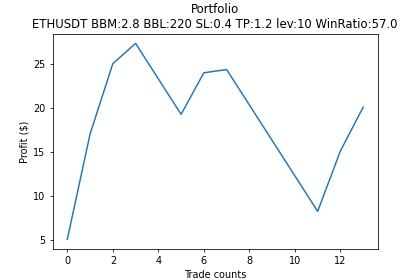 Portfolio
ETHUSDT BBM:2.8 BBL:220 SL:0.4 TP:1.2 lev:10 WinRatio:57.0
Profit ($)
25
20
15
10
5
0 2 4 6 8 10 12
Trade counts